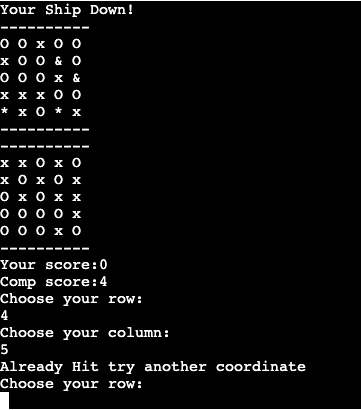 Your Ship Down!
----------
O O x O O
x O O & O
O O O x &
x x x O O
* x O * x
----------
----------
x x O x O
x O x O x
O x O x x
O O O O x
O O O x O
----------
Your score:0
Comp score:4
Choose your row:
4
Choose your column:
5
Already Hit try another coordinate
Choose your row: